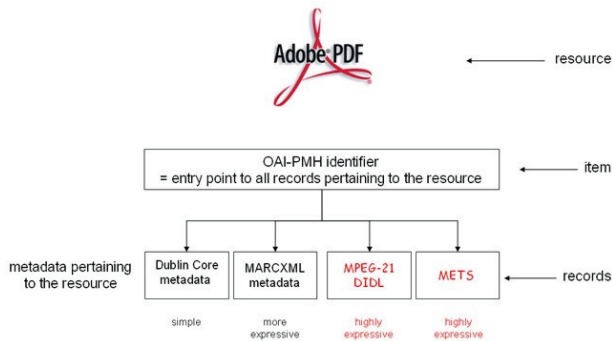 Adobe PDF
resource
OAI-PMH identifier
= entry point to all records pertaining to the resource
item
metadata pertaining
to the resource
Dublin Core
metadata
MARCXML
metadata
MPEG-21
DIDL
METS
records
simple
more
expressive
highly
expressive
highly
expressive